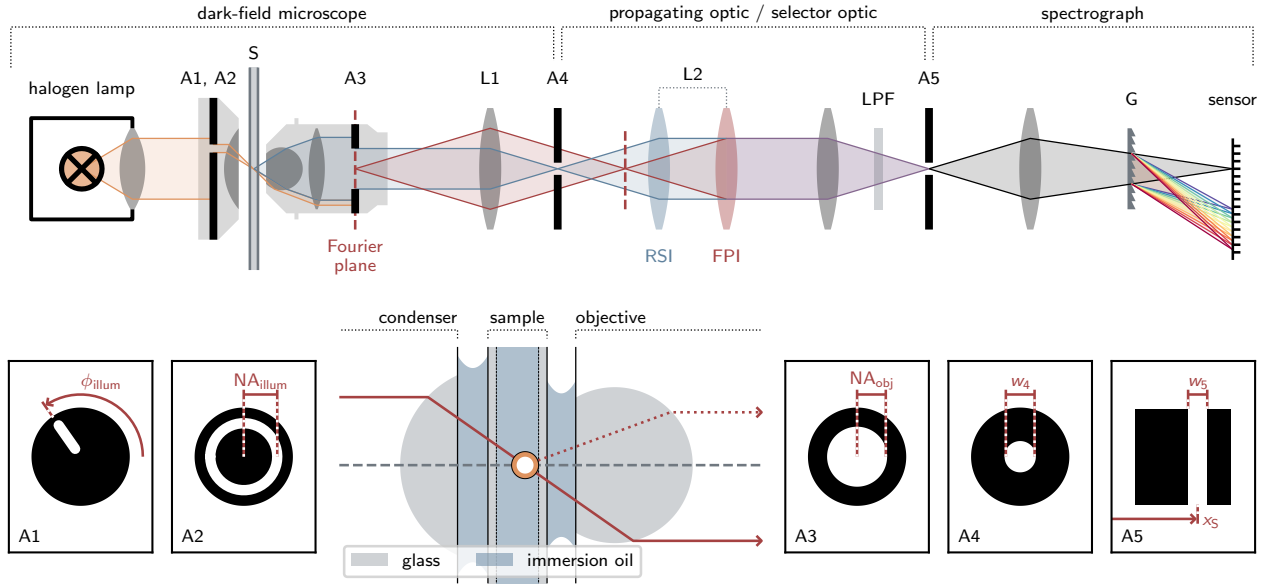 dark-field microscope
propagating optic / selector optic
spectrograph
S
A1, A2
A3
L1
A4
L2
A5
LPF
G
sensor
halogen lamp
Fourier
plane
RSI
FPI
condenser
sample
objective
ϕillum
A1
NAillum
A2
glass
immersion oil
NAobj
A3
w4
A4
w5
xS
A5